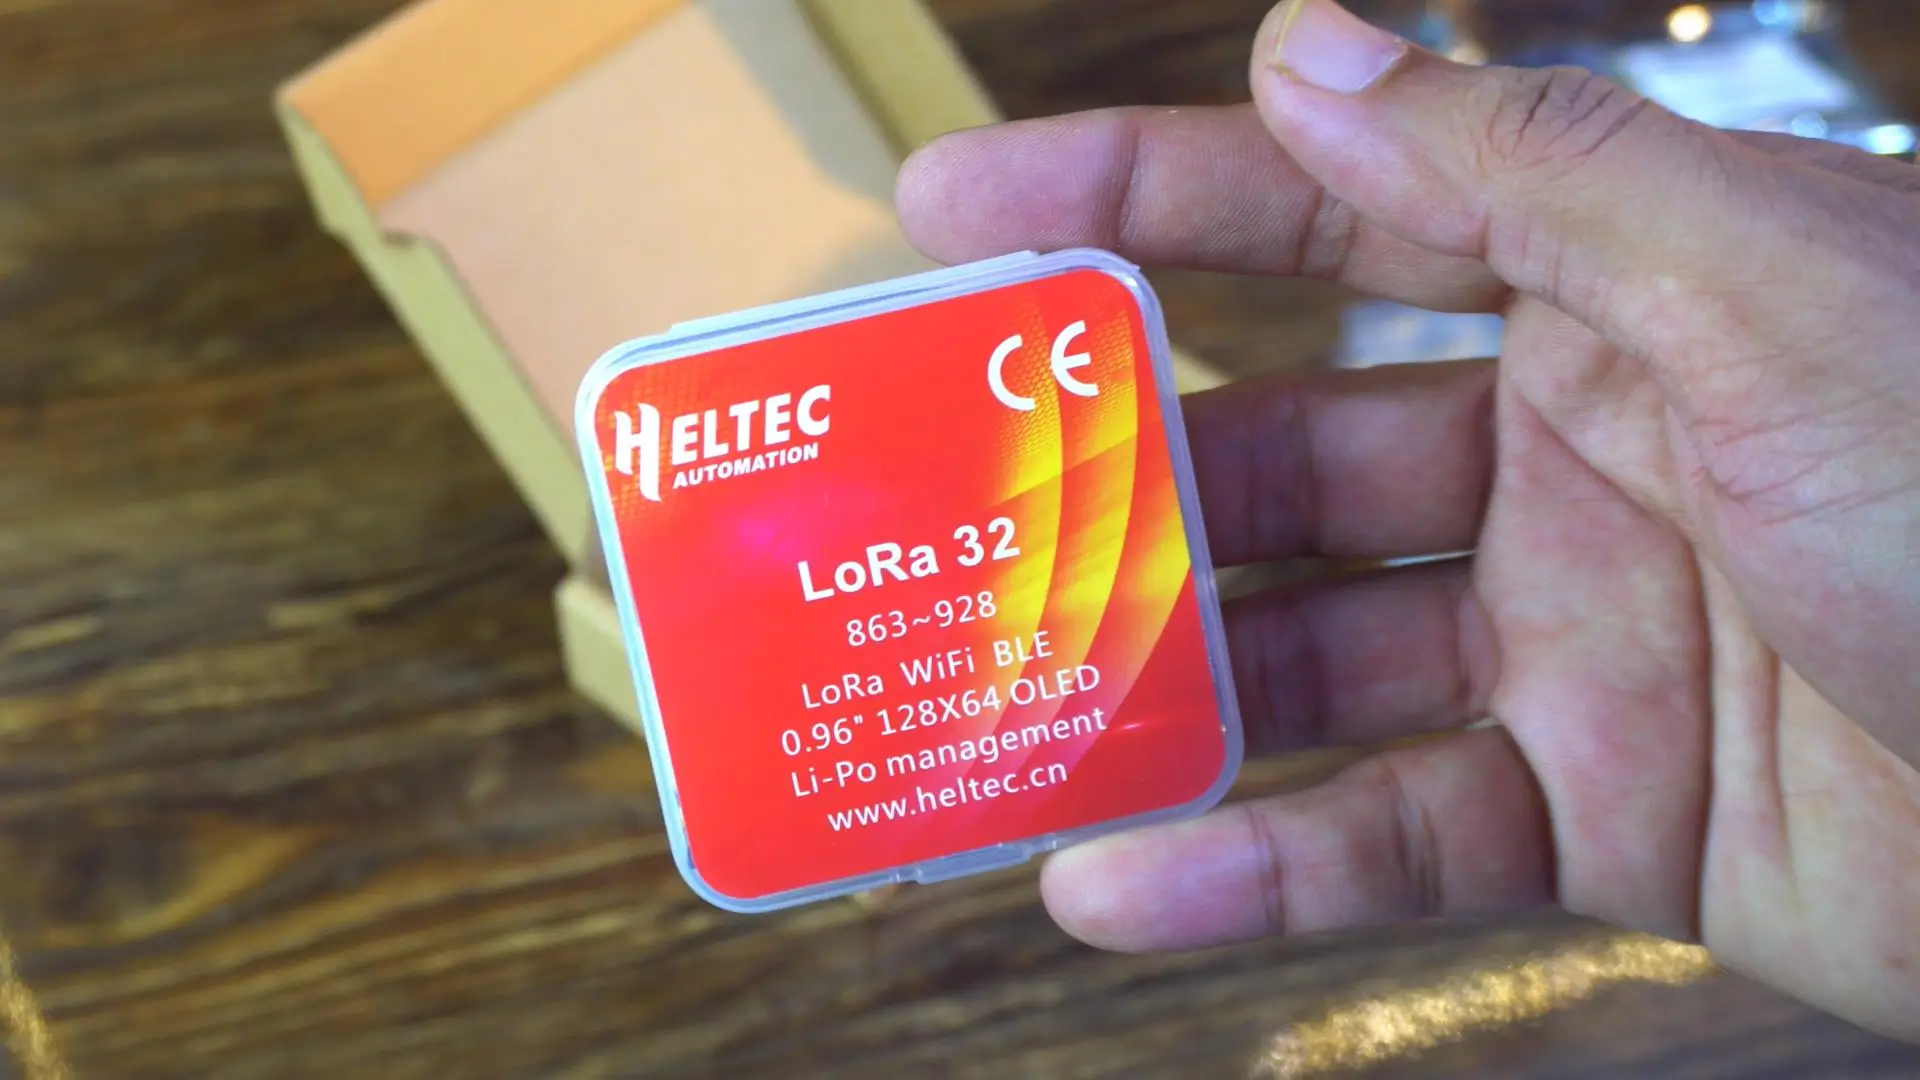 CE
HELTEC
AUTOMATION
LoRa 32
863~928
LoRa WiFi BLE
0.96" 128X64 OLED
Li-Po management
www.heltec.cn